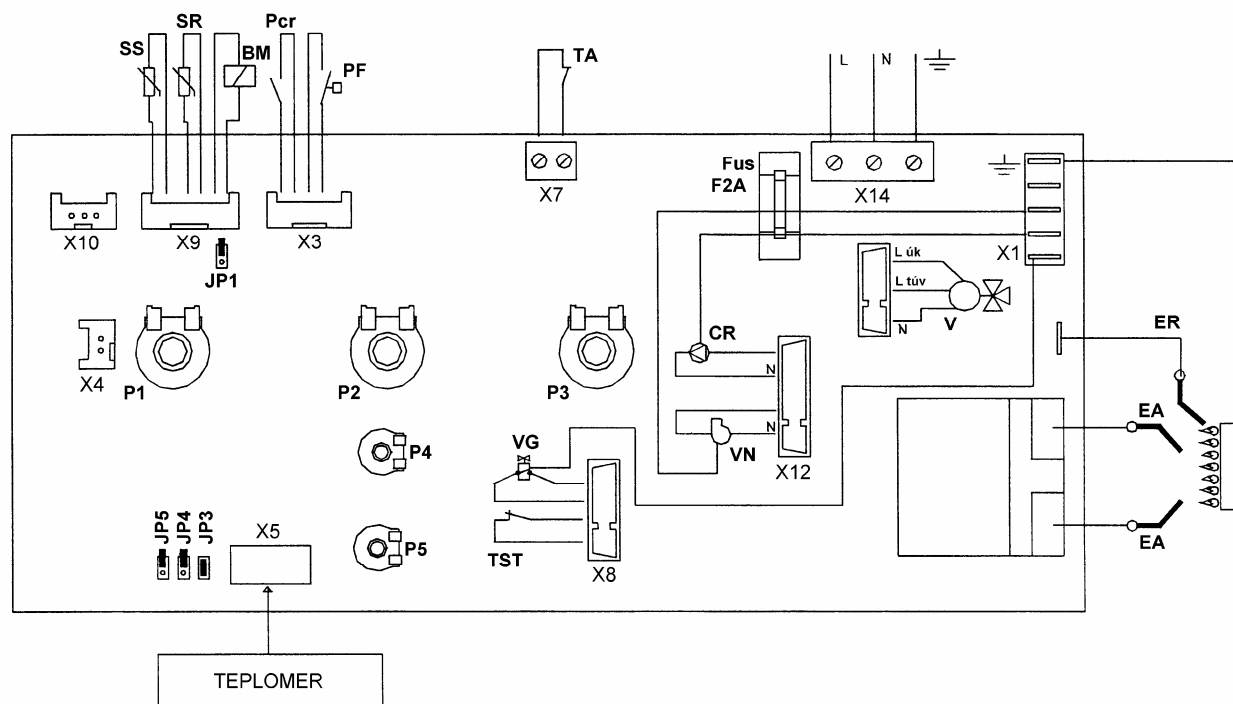 SR
Pcr
SS
BM
PF
TA
L
N
Fus
F2A
X7
X14
X10
X9
X3
X1
JP1
L úk
L túv
N
V
CR
ER
N
X4
P1
P2
P3
EA
VG
N
VN
P4
X12
JP5
JP4
JP3
X5
P5
TST
X8
EA
TEPLOMER